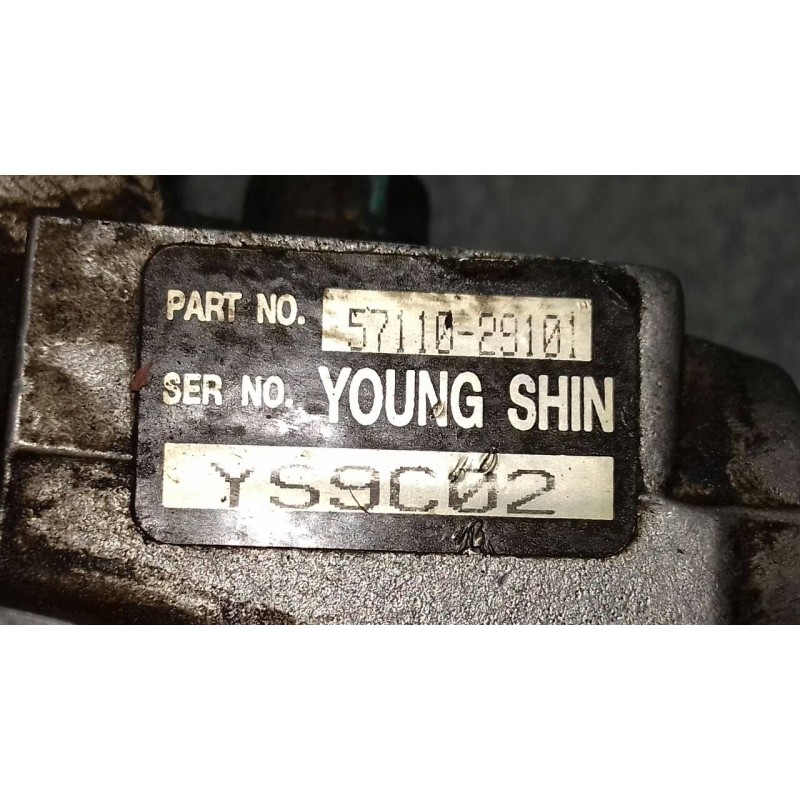 PART NO. 57110-29101
SER NO. YOUNG SHIN
YS9C02